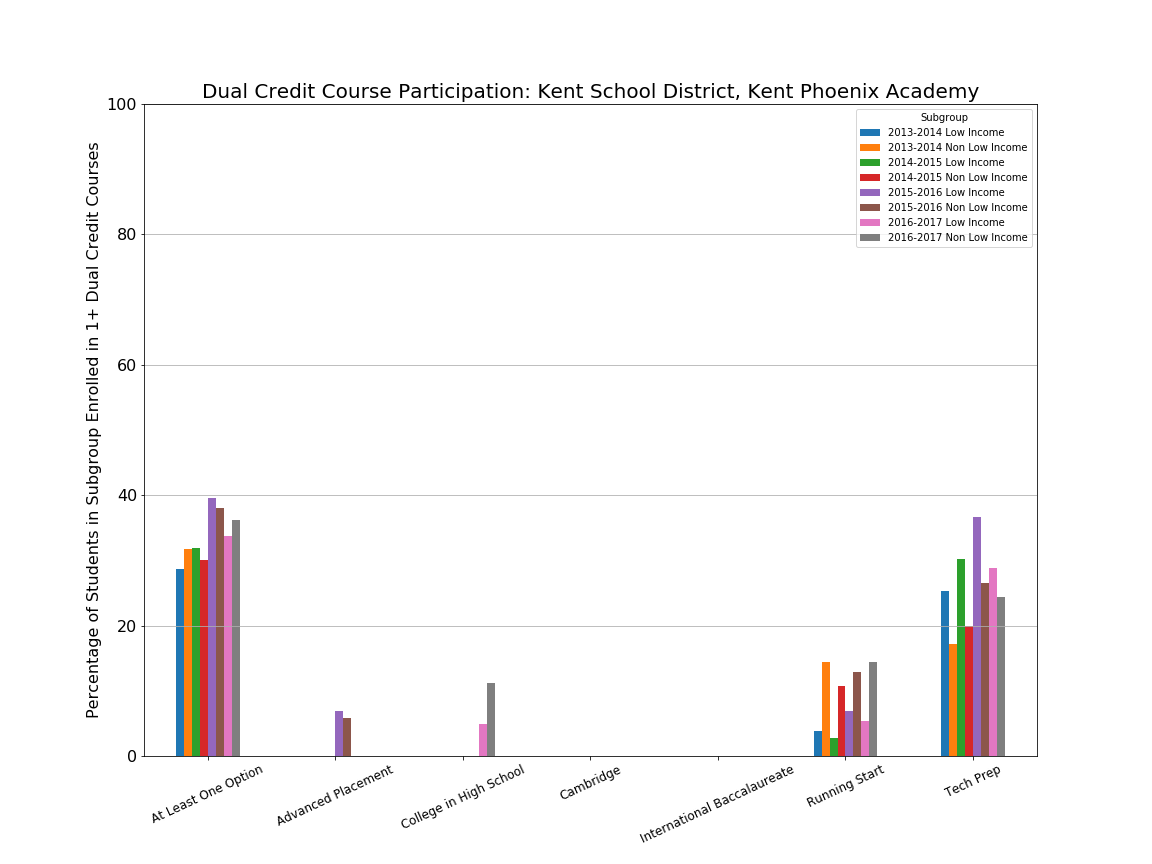 Dual Credit Course Participation: Kent School District, Kent Phoenix Academy
Percentage of Students in Subgroup Enrolled in 1+ Dual Credit Courses
100
80
60
40
20
0
Subgroup
2013-2014 Low Income
2013-2014 Non Low Income
2014-2015 Low Income
2014-2015 Non Low Income
2015-2016 Low Income
2015-2016 Non Low Income
2016-2017 Low Income
2016-2017 Non Low Income
At Least One Option
Advanced Placement
College in High School
Cambridge
International Baccalaureate
Running Start
Tech Prep